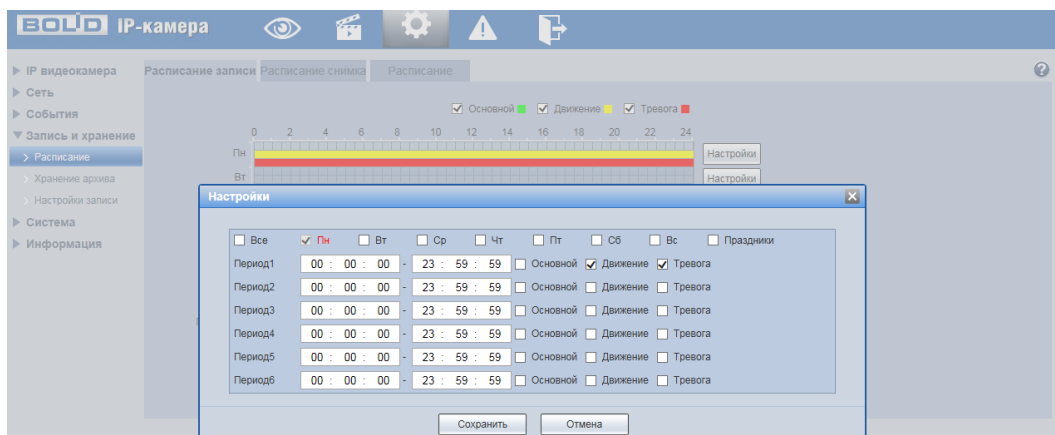 BOLID IP-камера
IP видеокамера
Сеть
События
Запись и хранение
Расписание
Хранение архива
Настройки записи
Система
Информация
Расписание записи Расписание снимка Расписание
Основной Движение Тревога
0 2 4 6 8 10 12 14 16 18 20 22 24
Пн Настройки
Вт Настройки
Настройки
Все Пн Вт Ср Чт Пт Сб Вс Праздники
Период1 00 : 00 : 00 - 23 : 59 : 59 Основной Движение Тревога
Период2 00 : 00 : 00 - 23 : 59 : 59 Основной Движение Тревога
Период3 00 : 00 : 00 - 23 : 59 : 59 Основной Движение Тревога
Период4 00 : 00 : 00 - 23 : 59 : 59 Основной Движение Тревога
Период5 00 : 00 : 00 - 23 : 59 : 59 Основной Движение Тревога
Период6 00 : 00 : 00 - 23 : 59 : 59 Основной Движение Тревога
Сохранить Отмена